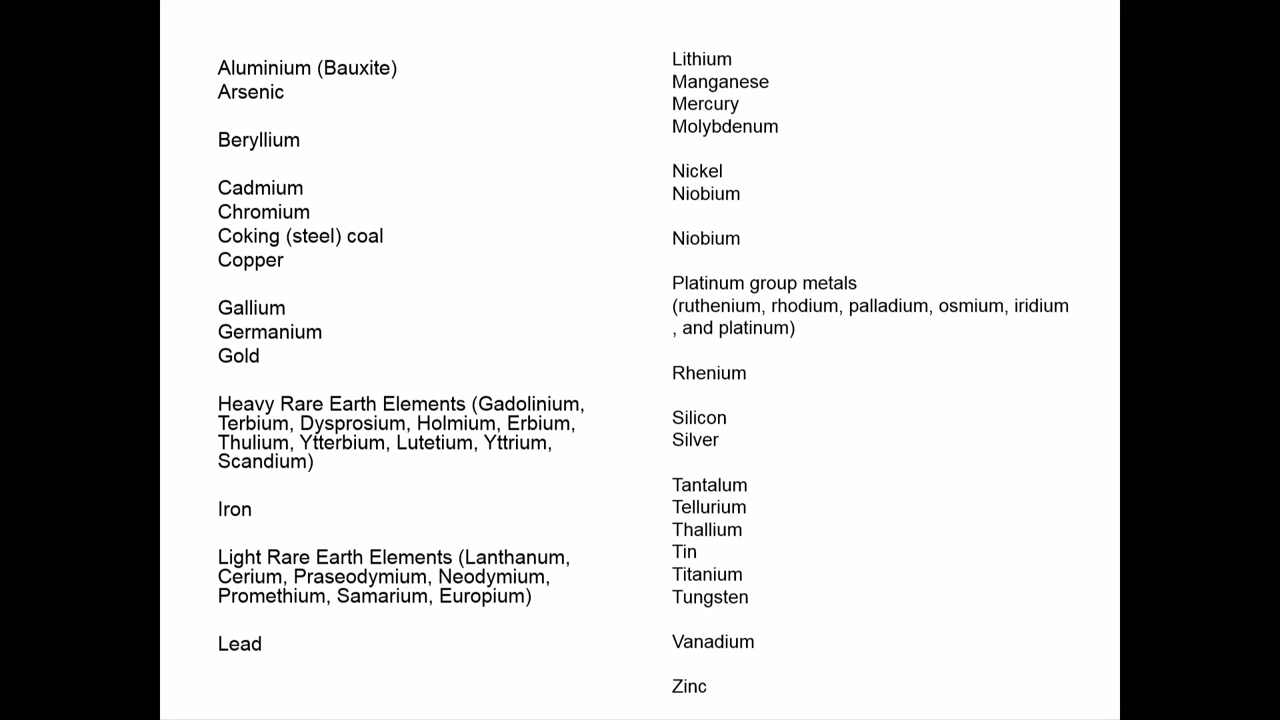 Aluminium (Bauxite)
Arsenic
Beryllium
Cadmium
Chromium
Coking (steel) coal
Copper
Gallium
Germanium
Gold
Heavy Rare Earth Elements (Gadolinium,
Terbium, Dysprosium, Holmium, Erbium,
Thulium, Ytterbium, Lutetium, Yttrium,
Scandium)
Iron
Light Rare Earth Elements (Lanthanum,
Cerium, Praseodymium, Neodymium,
Promethium, Samarium, Europium)
Lead
Lithium
Manganese
Mercury
Molybdenum
Nickel
Niobium
Niobium
Platinum group metals
(ruthenium, rhodium, palladium, osmium, iridium
, and platinum)
Rhenium
Silicon
Silver
Tantalum
Tellurium
Thallium
Tin
Titanium
Tungsten
Vanadium
Zinc